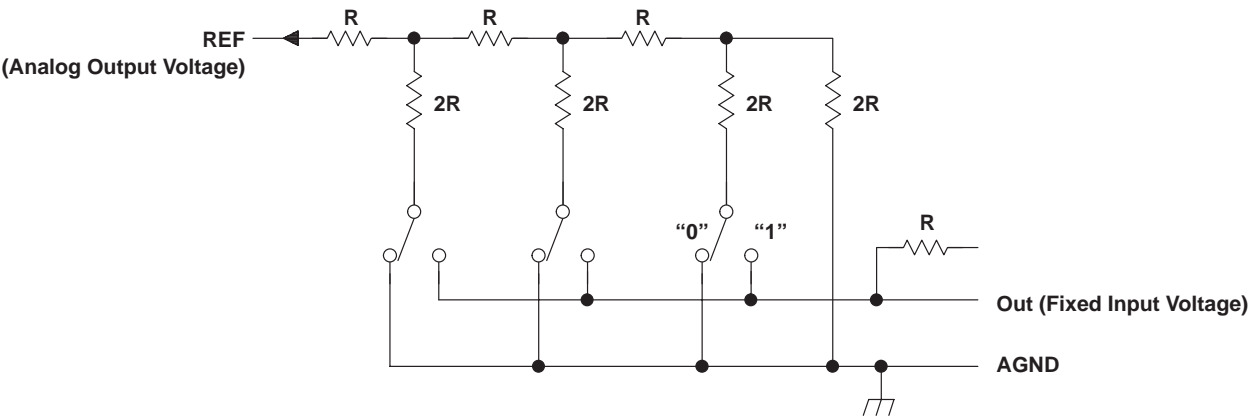 R
R
R
REF
(Analog Output Voltage)
2R
2R
2R
2R
“0”
“1”
R
Out (Fixed Input Voltage)
AGND